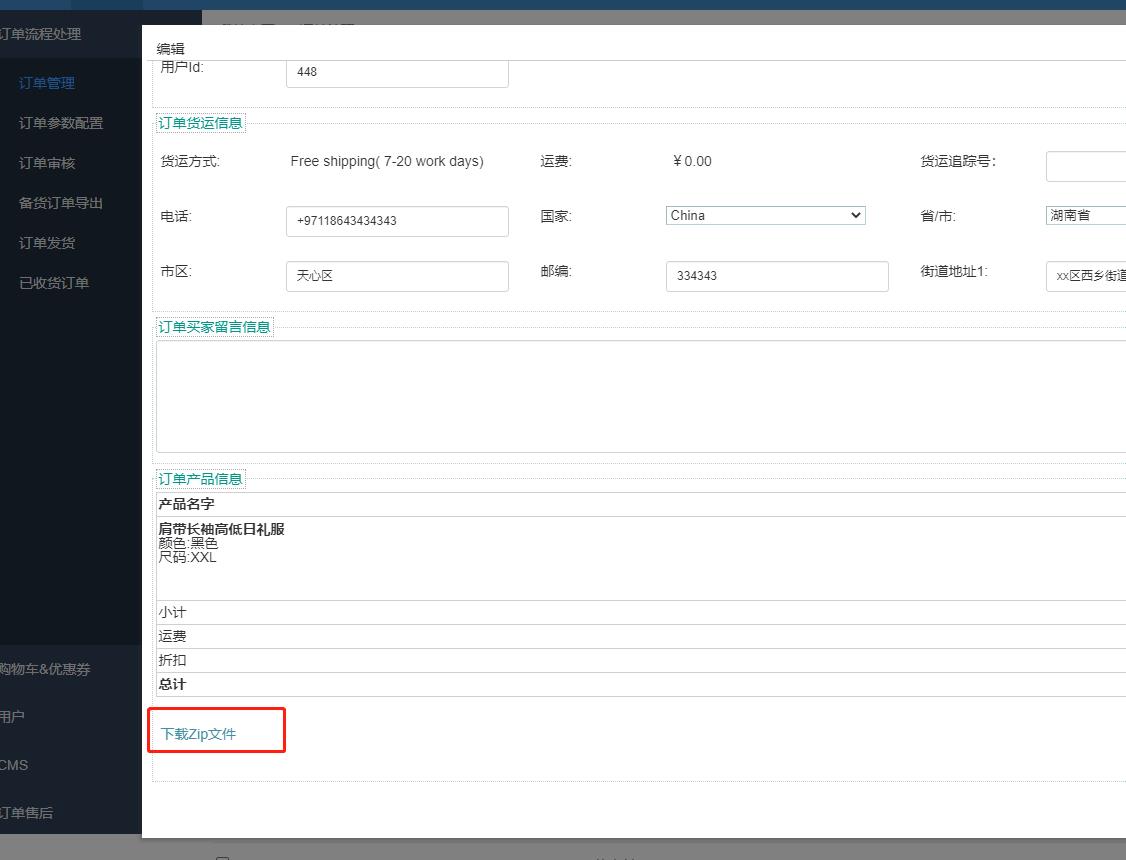 订单流程处理
编辑
用户Id:
448
订单管理
订单货运信息
订单参数配置
货运方式:
Free shipping( 7-20 work days)
运费:
￥0.00
货运追踪号:
订单审核
备货订单导出
电话:
+97118643434343
国家:
China
省/市:
湖南省
订单发货
市区:
天心区
邮编:
334343
街道地址1:
xx区西乡街道
已收货订单
订单买家留言信息
订单产品信息
产品名字
肩带长袖高低日礼服
颜色:黑色
尺码:XXL
小计
运费
折扣
总计
购物车&优惠券
用户
下载Zip文件
CMS
订单售后